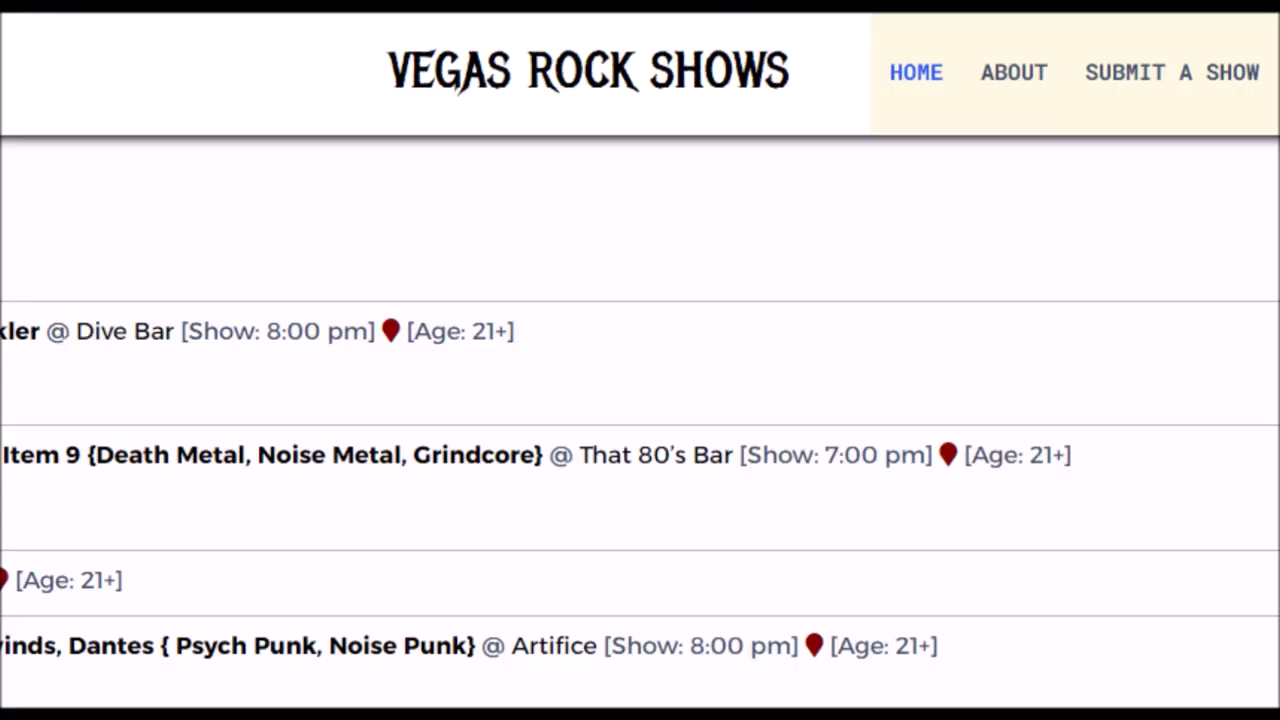 VEGAS ROCK SHOWS
HOME ABOUT SUBMIT A SHOW
@ Dive Bar [Show: 8:00 pm] [Age: 21+]
Item 9 {Death Metal, Noise Metal, Grindcore} @ That 80's Bar [Show: 7:00 pm] [Age: 21+]
[Age: 21+]
Dantes { Psych Punk, Noise Punk} @ Artifice [Show: 8:00 pm] [Age: 21+]